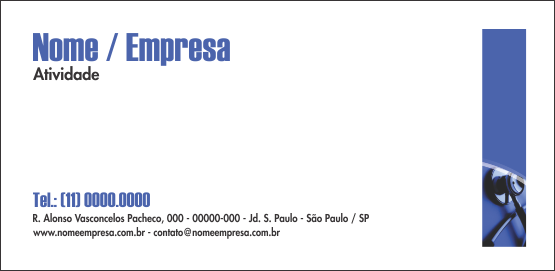 Nome / Empresa
Atividade
Tel.: (11) 0000.0000
R. Alonso Vasconcelos Pacheco, 000 - 00000-000 - Jd. S. Paulo - São Paulo / SP
www.nomeempresa.com.br - contato@nomeempresa.com.br